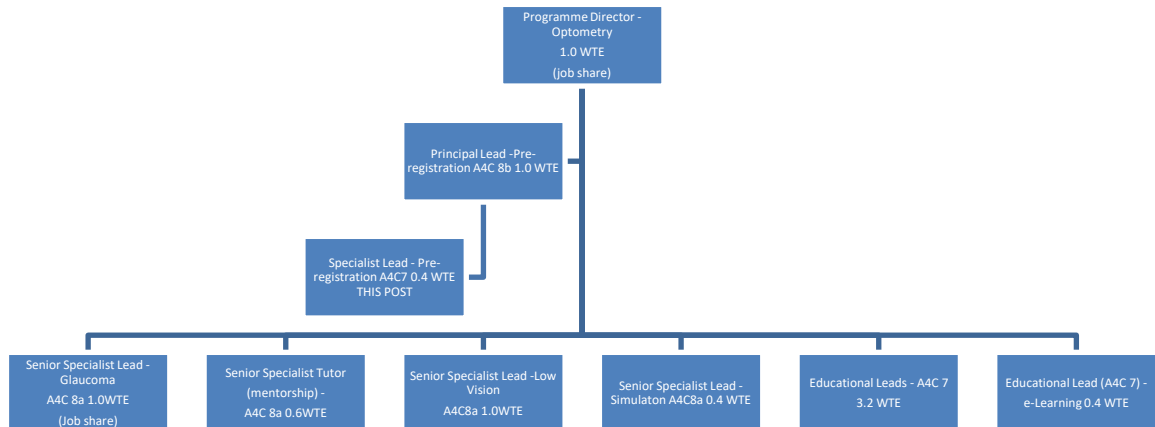 Programme Director -
Optometry
1.0 WTE
(job share)
Principal Lead -Pre-
registration A4C 8b 1.0 WTE
Specialist Lead - Pre-
registration A4C7 0.4 WTE
THIS POST
Senior Specialist Lead -
Glaucoma
A4C 8a 1.0WTE
(Job share)
Senior Specialist Tutor
(mentorship) -
A4C 8a 0.6WTE
Senior Specialist Lead -Low
Vision
A4C8a 1.0WTE
Senior Specialist Lead -
Simulaton A4C8a 0.4 WTE
Educational Leads - A4C 7
3.2 WTE
Educational Lead (A4C 7) -
e-Learning 0.4 WTE